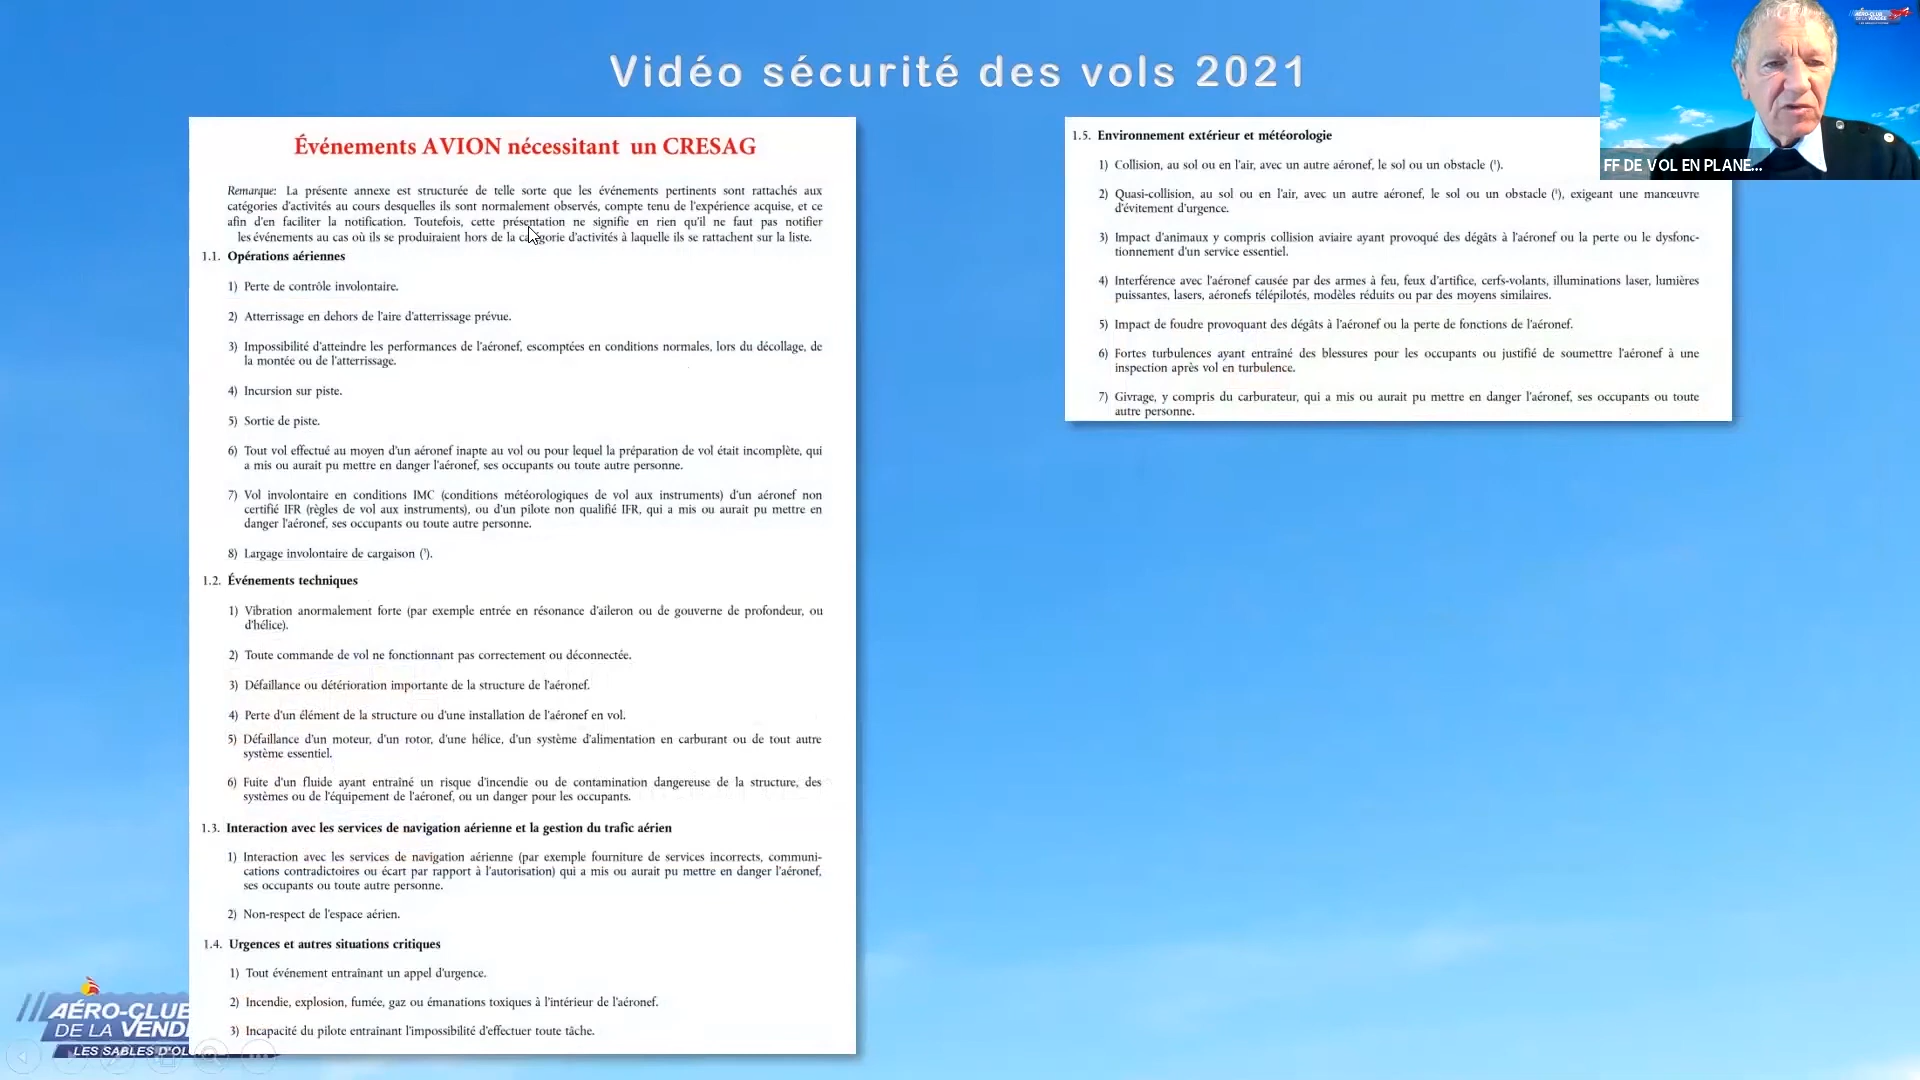 Vidéo sécurité des vols 2021
Événements AVION nécessitant un CRESAG
Remarque: La présente annexe est structurée de telle sorte que les événements pertinents sont rattachés aux
catégories d'activités au cours desquelles ils sont normalement observés, compte tenu de l'expérience acquise, et ce
afin d'en faciliter la notification. Toutefois, cette présentation ne signifie en rien qu'il ne faut pas notifier
les événements au cas où ils se produiraient hors de la catégorie d'activités à laquelle ils se rattachent sur la liste.
1.1. Opérations aériennes
1) Perte de contrôle involontaire.
2) Atterrissage en dehors de l'aire d'atterrissage prévue.
3) Impossibilité d'atteindre les performances de l'aéronef, escomptées en conditions normales, lors du décollage, de
la montée ou de l'atterrissage.
4) Incursion sur piste.
5) Sortie de piste.
6) Tout vol effectué au moyen d'un aéronef inapte au vol ou pour lequel la préparation de vol était incomplète, qui
a mis ou aurait pu mettre en danger l'aéronef, ses occupants ou toute autre personne.
7) Vol involontaire en conditions IMC (conditions météorologiques de vol aux instruments) d'un aéronef non
certifié IFR (règles de vol aux instruments), ou d'un pilote non qualifié IFR, qui a mis ou aurait pu mettre en
danger l'aéronef, ses occupants ou toute autre personne.
8) Largage involontaire de cargaison (¹).
1.2. Événements techniques
1) Vibration anormalement forte (par exemple entrée en résonance d'aileron ou de gouverne de profondeur, ou
d'hélice).
2) Toute commande de vol ne fonctionnant pas correctement ou déconnectée.
3) Défaillance ou détérioration importante de la structure de l'aéronef.
4) Perte d'un élément de la structure ou d'une installation de l'aéronef en vol.
5) Défaillance d'un moteur, d'un rotor, d'une hélice, d'un système d'alimentation en carburant ou de tout autre
système essentiel.
6) Fuite d'un fluide ayant entraîné un risque d'incendie ou de contamination dangereuse de la structure, des
systèmes ou de l'équipement de l'aéronef, ou un danger pour les occupants.
1.3. Interaction avec les services de navigation aérienne et la gestion du trafic aérien
1) Interaction avec les services de navigation aérienne (par exemple fourniture de services incorrects, communi-
cations contradictoires ou écart par rapport à l'autorisation) qui a mis ou aurait pu mettre en danger l'aéronef,
ses occupants ou toute autre personne.
2) Non-respect de l'espace aérien.
1.4. Urgences et autres situations critiques
1) Tout événement entraînant un appel d'urgence.
2) Incendie, explosion, fumée, gaz ou émanations toxiques à l'intérieur de l'aéronef.
3) Incapacité du pilote entraînant l'impossibilité d'effectuer toute tâche.
1.5. Environnement extérieur et météorologie
1) Collision, au sol ou en l'air, avec un autre aéronef, le sol ou un obstacle (¹).
2) Quasi-collision, au sol ou en l'air, avec un autre aéronef, le sol ou un obstacle (¹), exigeant une manœuvre
d'évitement d'urgence.
3) Impact d'animaux y compris collision aviaire ayant provoqué des dégâts à l'aéronef ou la perte ou le dysfonc-
tionnement d'un service essentiel.
4) Interférence avec l'aéronef causée par des armes à feu, feux d'artifice, cerfs-volants, illuminations laser, lumières
puissantes, lasers, aéronefs télépilotés, modèles réduits ou par des moyens similaires.
5) Impact de foudre provoquant des dégâts à l'aéronef ou la perte de fonctions de l'aéronef.
6) Fortes turbulences ayant entraîné des blessures pour les occupants ou justifié de soumettre l'aéronef à une
inspection après vol en turbulence.
7) Givrage, y compris du carburateur, qui a mis ou aurait pu mettre en danger l'aéronef, ses occupants ou toute
autre personne.
FF DE VOL EN PLANE...
AÉRO-CLUB
DE LA VENDÉE
AÉRO-CLUB
DE LA VENDE
LES SABLES D'OL